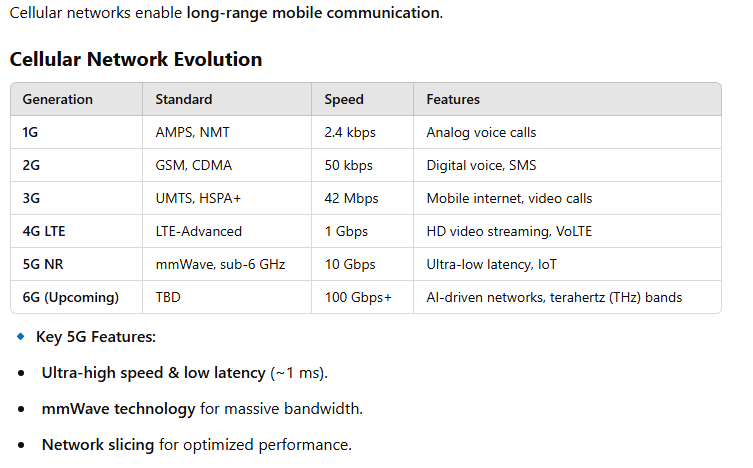 Cellular networks enable long-range mobile communication.
Cellular Network Evolution
Generation Standard Speed Features
1G AMPS, NMT 2.4 kbps Analog voice calls
2G GSM, CDMA 50 kbps Digital voice, SMS
3G UMTS, HSPA+ 42 Mbps Mobile internet, video calls
4G LTE LTE-Advanced 1 Gbps HD video streaming, VoLTE
5G NR mmWave, sub-6 GHz 10 Gbps Ultra-low latency, IoT
6G (Upcoming) TBD 100 Gbps+ AI-driven networks, terahertz (THz) bands
🔹 Key 5G Features:
• Ultra-high speed & low latency (~1 ms).
• mmWave technology for massive bandwidth.
• Network slicing for optimized performance.